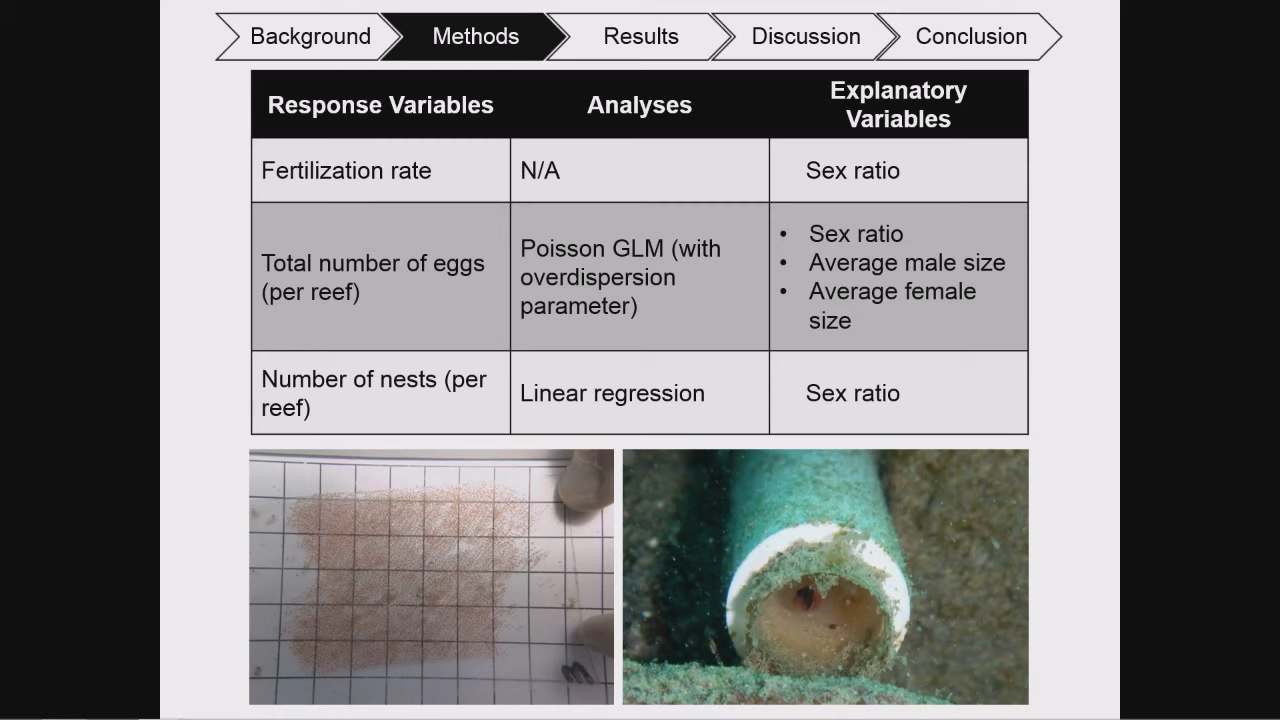 Background
Methods
Results
Discussion
Conclusion
Response Variables
Analyses
Explanatory
Variables
Fertilization rate
N/A
Sex ratio
Total number of eggs
(per reef)
Poisson GLM (with
overdispersion
parameter)
• Sex ratio
• Average male size
• Average female
size
Number of nests (per
reef)
Linear regression
Sex ratio